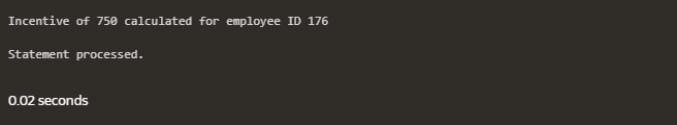 Incentive of 750 calculated for employee ID 176
Statement processed.
0.02 seconds